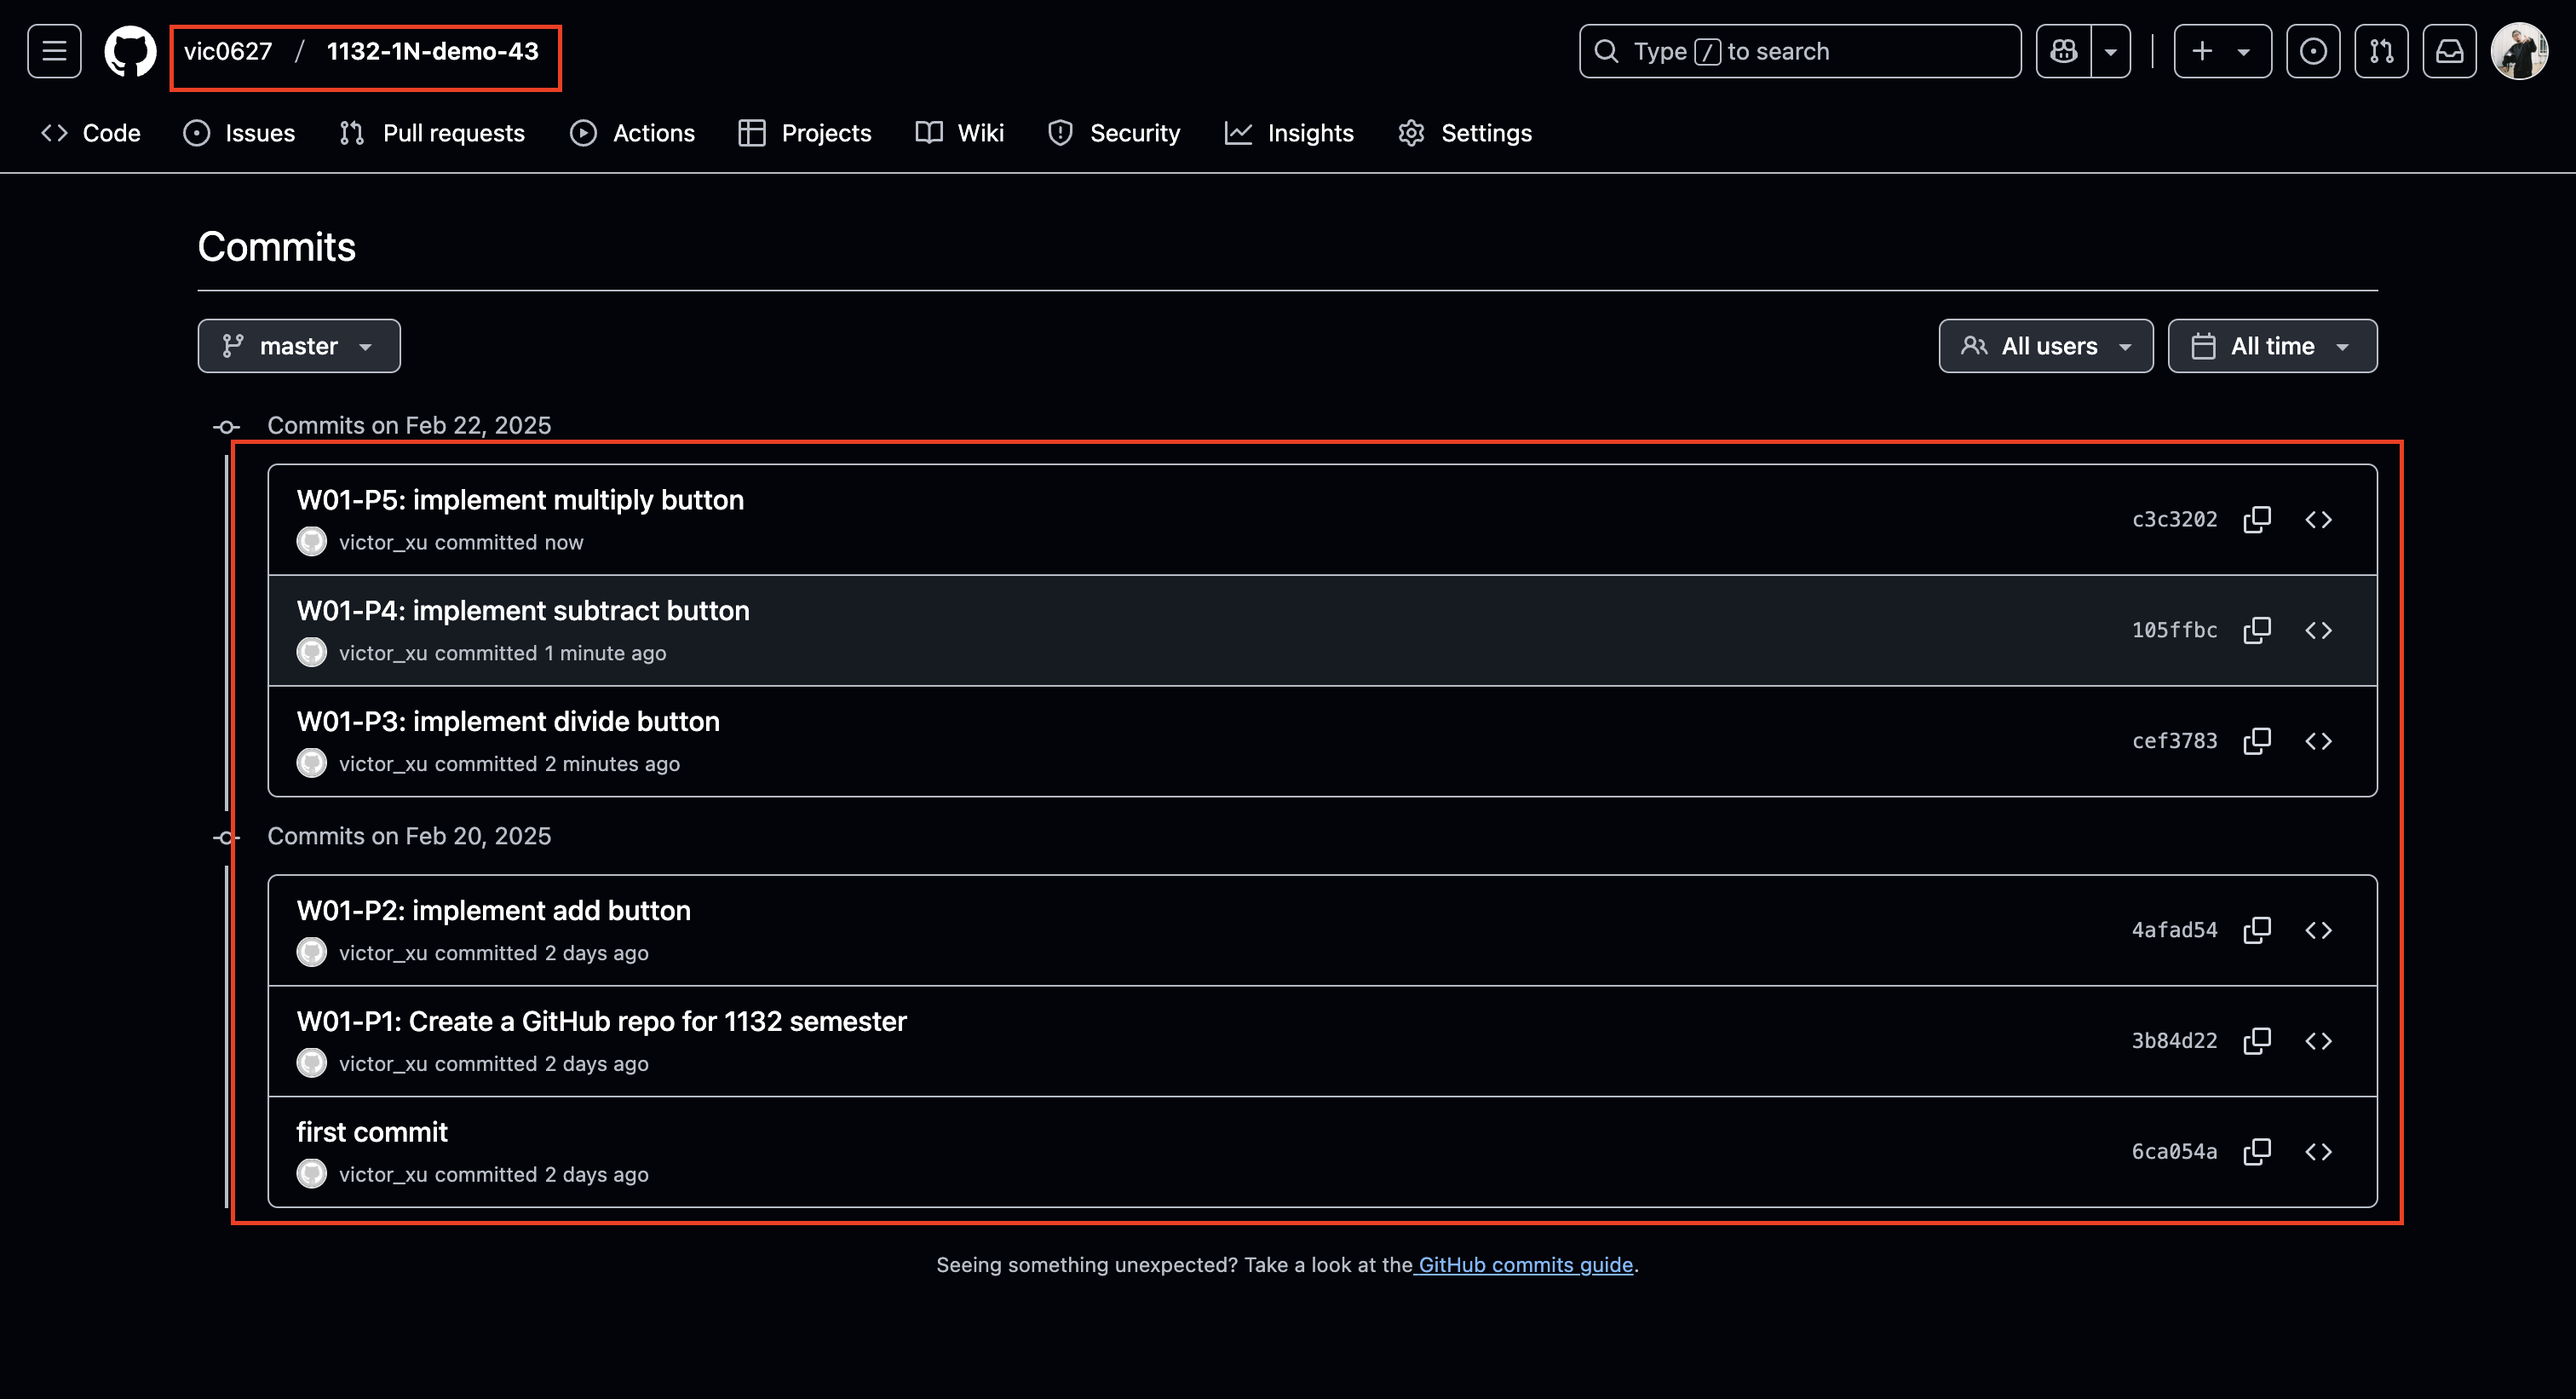 vic0627 / 1132-1N-demo-43
Type / to search
Code Issues Pull requests Actions Projects Wiki Security Insights Settings
Commits
master
All users All time
Commits on Feb 22, 2025
W01-P5: implement multiply button
c3c3202
victor_xu committed now
W01-P4: implement subtract button
105ffbc
victor_xu committed 1 minute ago
W01-P3: implement divide button
cef3783
victor_xu committed 2 minutes ago
Commits on Feb 20, 2025
W01-P2: implement add button
4afad54
victor_xu committed 2 days ago
W01-P1: Create a GitHub repo for 1132 semester
3b84d22
victor_xu committed 2 days ago
first commit
6ca054a
victor_xu committed 2 days ago
Seeing something unexpected? Take a look at the GitHub commits guide.